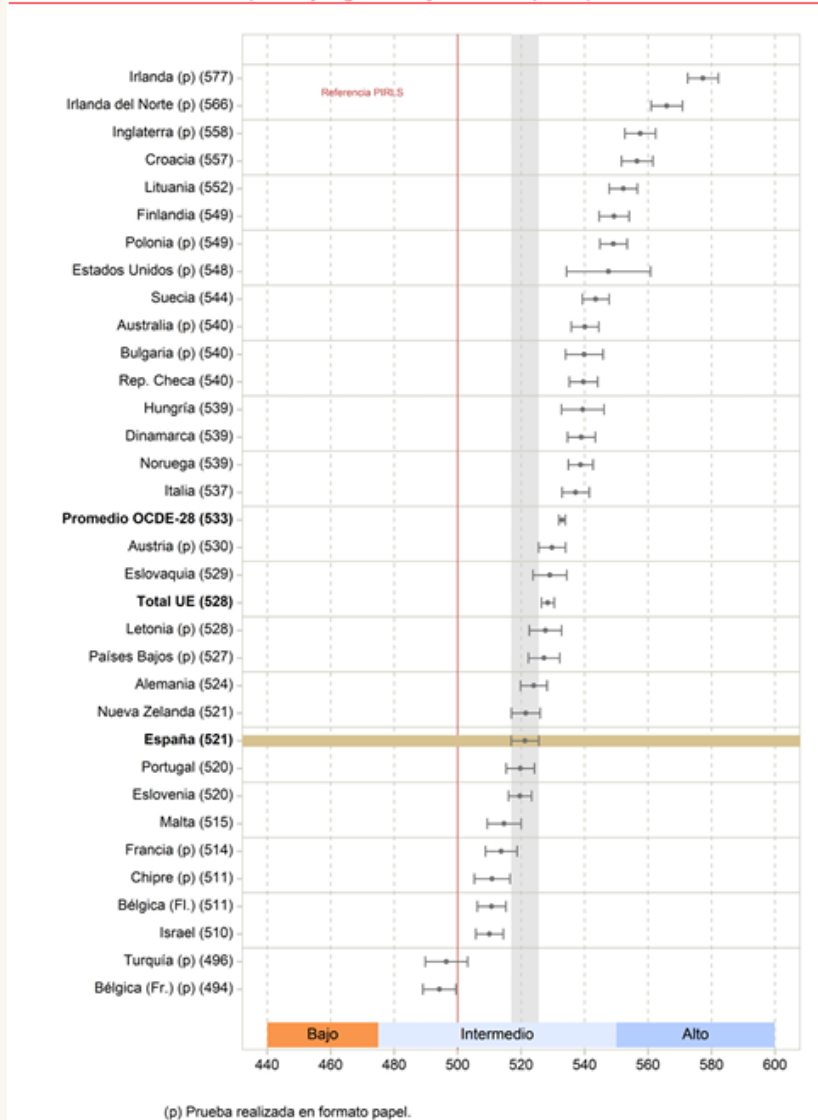 Irlanda (p) (577)
Referencia PIRLS
Irlanda del Norte (p) (566)
Inglaterra (p) (558)
Croacia (557)
Lituania (552)
Finlandia (549)
Polonia (p) (549)
Estados Unidos (p) (548)
Suecia (544)
Australia (p) (540)
Bulgaria (p) (540)
Rep. Checa (540)
Hungría (539)
Dinamarca (539)
Noruega (539)
Italia (537)
Promedio OCDE-28 (533)
Austria (p) (530)
Eslovaquia (529)
Total UE (528)
Letonia (p) (528)
Países Bajos (p) (527)
Alemania (524)
Nueva Zelanda (521)
España (521)
Portugal (520)
Eslovenia (520)
Malta (515)
Francia (p) (514)
Chipre (p) (511)
Bélgica (Fl.) (511)
Israel (510)
Turquía (p) (496)
Bélgica (Fr.) (p) (494)
Bajo Intermedio Alto
440 460 480 500 520 540 560 580 600
(p) Prueba realizada en formato papel.